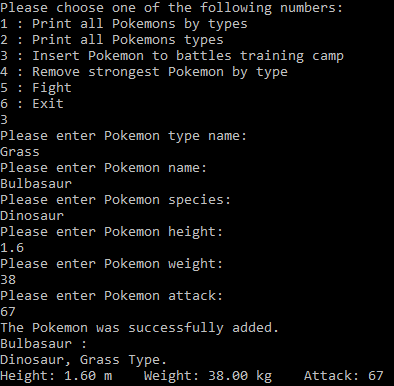 Please choose one of the following numbers:
1 : Print all Pokemons by types
2 : Print all Pokemons types
3 : Insert Pokemon to battles training camp
4 : Remove strongest Pokemon by type
5 : Fight
6 : Exit
3
Please enter Pokemon type name:
Grass
Please enter Pokemon name:
Bulbasaur
Please enter Pokemon species:
Dinosaur
Please enter Pokemon height:
1.6
Please enter Pokemon weight:
38
Please enter Pokemon attack:
67
The Pokemon was successfully added.
Bulbasaur :
Dinosaur, Grass Type.
Height: 1.60 m    Weight: 38.00 kg    Attack: 67